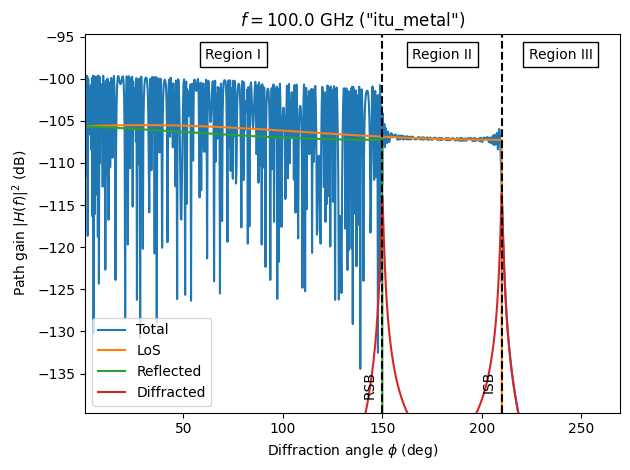 f = 100.0 GHz ("itu_metal")
Region I
Region II
Region III
Path gain |H(f)|² (dB)
−95
−100
−105
−110
−115
−120
−125
−130
−135
Total
LoS
Reflected
Diffracted
RSB
ISB
50
100
150
200
250
Diffraction angle ϕ (deg)